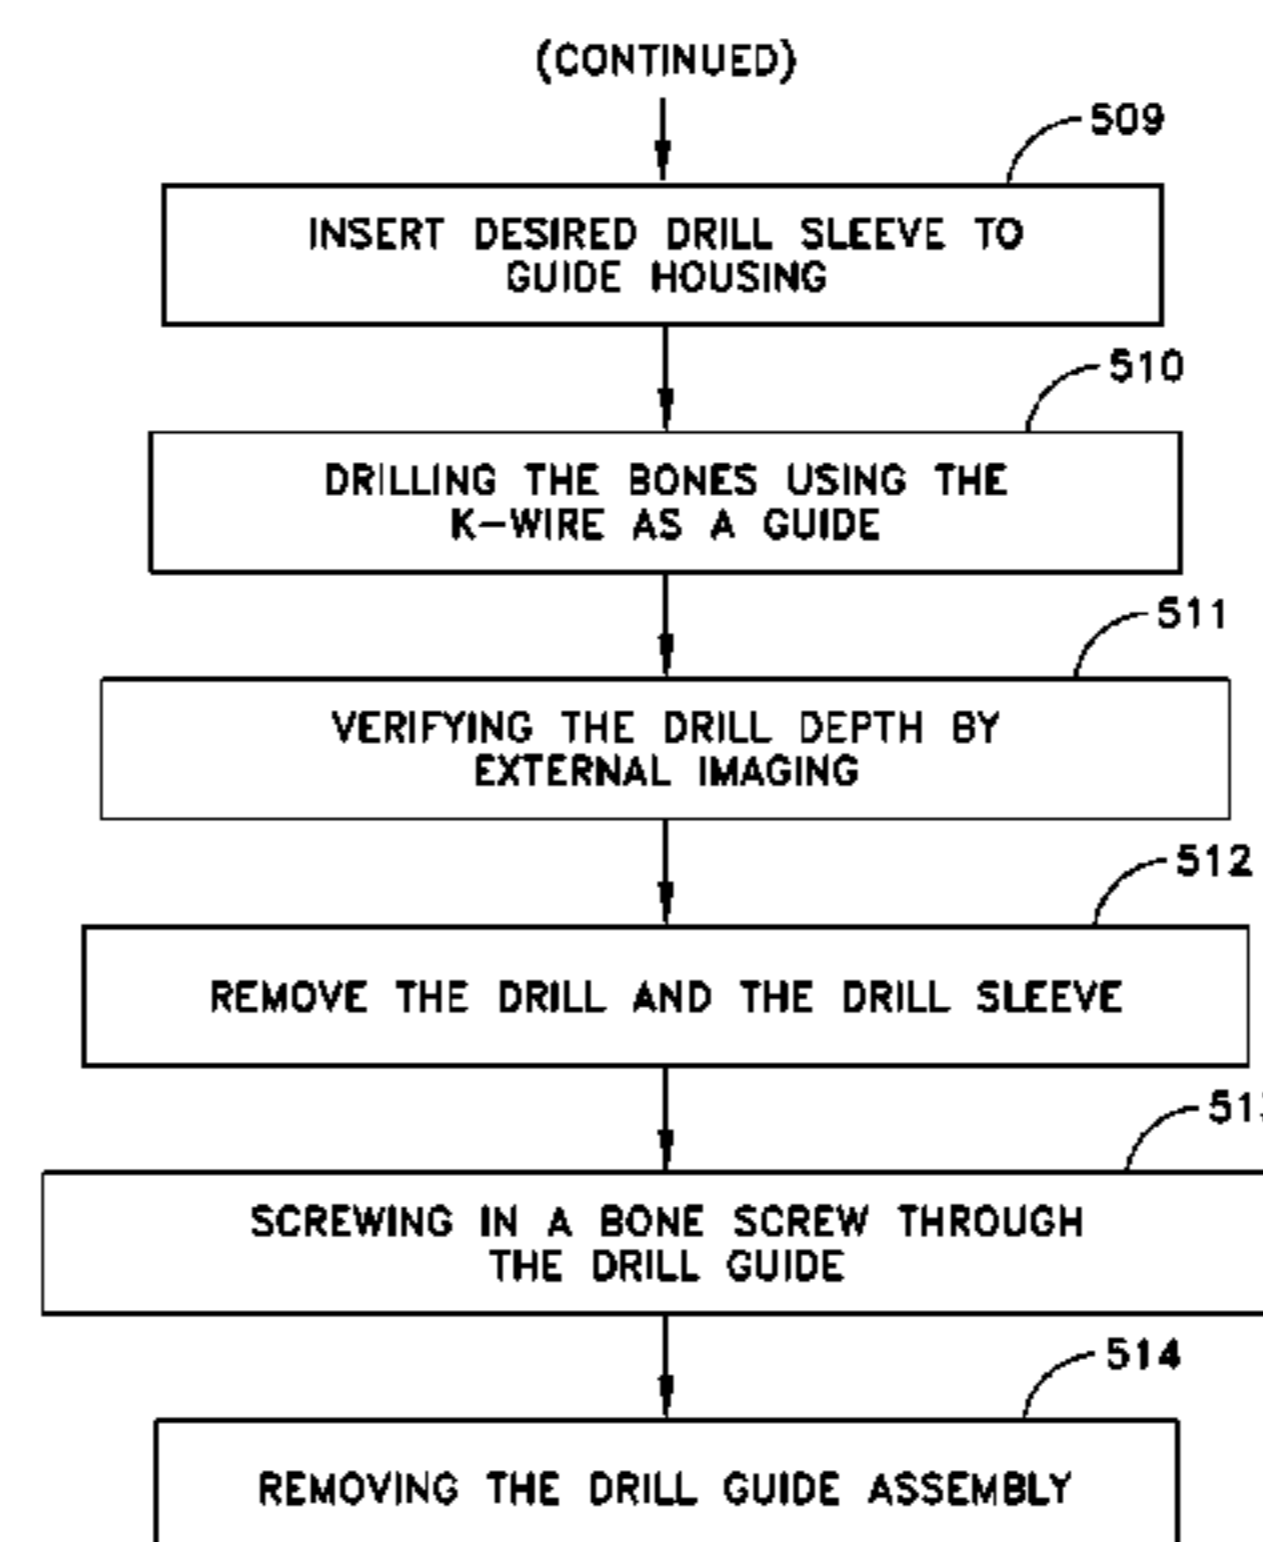 (CONTINUED)
509
INSERT DESIRED DRILL SLEEVE TO
GUIDE HOUSING
510
DRILLING THE BONES USING THE
K-WIRE AS A GUIDE
511
VERIFYING THE DRILL DEPTH BY
EXTERNAL IMAGING
512
REMOVE THE DRILL AND THE DRILL SLEEVE
SCREWING IN A BONE SCREW THROUGH
THE DRILL GUIDE
514
REMOVING THE DRILL GUIDE ASSEMBLY